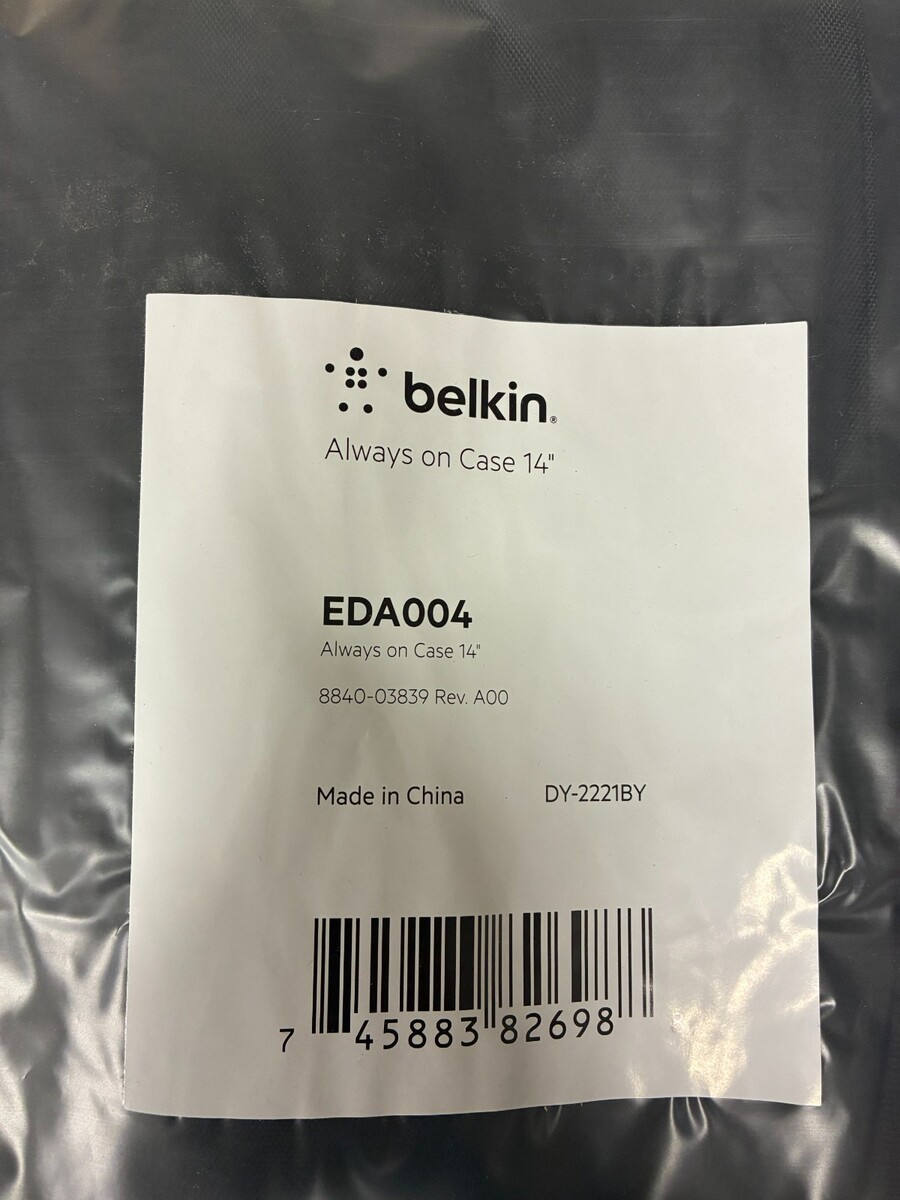 belkin®
Always on Case 14"
EDA004
Always on Case 14"
8840-03839 Rev. A00
Made in China DY-2221BY
7 45883 82698